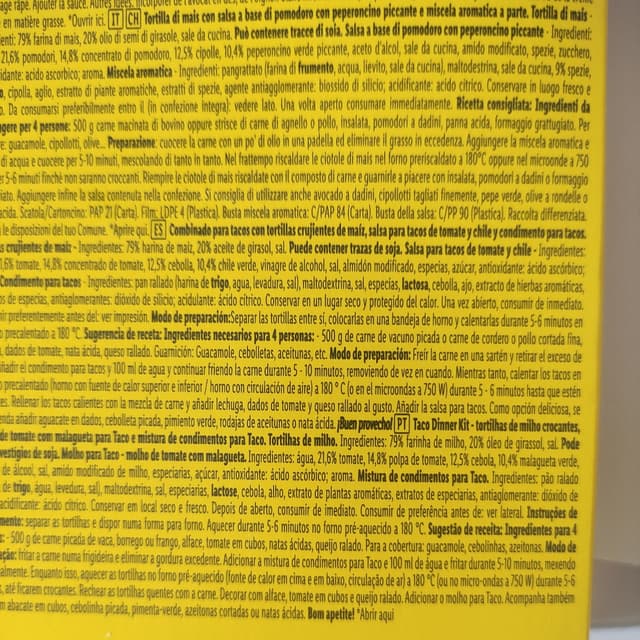 age râpé. Ajouter la sauce. Autres idées: incorporer de l'avocat en dés,
en matière grasse. *Ouvrir ici. IT CH Tortilla di mais con salsa a base di pomodoro con peperoncino piccante e miscela aromatica a parte. Tortilla di mais -
ienti: 79% farina di mais, 20% olio di semi di girasole, sale da cucina. Può contenere tracce di soia. Salsa a base di pomodoro con peperoncino piccante - Ingredienti:
21,6% pomodori, 14,8% concentrato di pomodoro, 12,5% cipolle, 10,4% peperoncino verde piccante, aceto d'alcol, sale da cucina, amido modificato, spezie, zucchero,
idante: acido ascorbico; aroma. Miscela aromatica - Ingredienti: pangrattato (farina di frumento, acqua, lievito, sale da cucina), maltodestrina, sale da cucina, 9% spezie,
io, cipolla, aglio, estratto di piante aromatiche, estratti di spezie, agente antiagglomerante: biossido di silicio; acidificante: acido citrico. Conservare in luogo fresco e
o. Da consumarsi preferibilmente entro il (in confezione integra): vedere lato. Una volta aperto consumare immediatamente. Ricetta consigliata: Ingredienti da
gere per 4 persone: 500 g carne macinata di bovino oppure strisce di carne di agnello o pollo, insalata, pomodori a dadini, panna acida, formaggio grattugiato. Per
e: guacamole, cipollotti, olive.. Preparazione: cuocere la carne con un po' di olio in una padella ed eliminare il grasso in eccedenza. Aggiungere la miscela aromatica e
di acqua e cuocere per 5-10 minuti, mescolando di tanto in tanto. Nel frattempo riscaldare le ciotole di mais nel forno preriscaldato a 180°C oppure nel microonde a 750
er 5-6 minuti finché non saranno croccanti. Riempire le ciotole di mais riscaldate con il composto di carne e guarnirle a piacere con insalata, pomodori a dadini o formaggio
iato. Aggiungere infine la salsa contenuta nella confezione. Si consiglia di utilizzare anche avocado a dadini, cipollotti tagliati finemente, pepe verde, olive a rondelle o
acida. Scatola/Cartoncino: PAP 21 (Carta). Film: LDPE 4 (Plastica). Busta miscela aromatica: C/PAP 84 (Carta). Busta della salsa: C/PP 90 (Plastica). Raccolta differenziata.
le disposizioni del tuo Comune. *Aprire qui. ES Combinado para tacos con tortillas crujientes de maíz, salsa para tacos de tomate y chile y condimento para tacos.
s crujientes de maíz - Ingredientes: 79% harina de maíz, 20% aceite de girasol, sal. Puede contener trazas de soja. Salsa para tacos de tomate y chile - Ingredientes:
1,6% tomate, 14,8% concentrado de tomate, 12,5% cebolla, 10,4% chile verde, vinagre de alcohol, sal, almidón modificado, especias, azúcar, antioxidante: ácido ascórbico;
Condimento para tacos - Ingredientes: pan rallado (harina de trigo, agua, levadura, sal), maltodextrina, sal, especias, lactosa, cebolla, ajo, extracto de hierbas aromáticas,
os de especias, antiaglomerantes: dióxido de silicio; acidulante: ácido cítrico. Conservar en un lugar seco y protegido del calor. Una vez abierto, consumir de inmediato.
ir preferentemente antes del: ver impresión. Modo de preparación: Separar las tortillas entre sí, colocarlas en una bandeja de horno y calentarlas durante 5-6 minutos en
o precalentado a 180 °C. Sugerencia de receta: Ingredientes necesarios para 4 personas: - 500 g de carne de vacuno picada o carne de cordero o pollo cortada fina,
, dados de tomate, nata ácida, queso rallado. Guarnición: Guacamole, cebolletas, aceitunas, etc. Modo de preparación: Freír la carne en una sartén y retirar el exceso de
ñadir el condimento para tacos y 100 ml de agua y continuar friendo la carne durante 5 - 10 minutos, removiendo de vez en cuando. Mientras tanto, calentar los tacos en
o precalentado (horno con fuente de calor superior e inferior / horno con circulación de aire) a 180 ° C (o en el microondas a 750 W) durante 5 - 6 minutos hasta que estén
es. Rellenar los tacos calientes con la mezcla de carne y añadir lechuga, dados de tomate y queso rallado al gusto. Añadir la salsa para tacos. Como opción deliciosa, se
enda añadir aguacate en dados, cebolleta picada, pimiento verde, rodajas de aceitunas o nata ácida. ¡Buen provecho! PT Taco Dinner Kit - tortilhas de milho crocantes,
de tomate com malagueta para Taco e mistura de condimentos para Taco. Tortilhas de milho. Ingredientes: 79% farinha de milho, 20% óleo de girassol, sal. Pode
vestígios de soja. Molho para Taco - molho de tomate com malagueta. Ingredientes: água, 21,6% tomate, 14,8% polpa de tomate, 12,5% cebola, 10,4% malagueta verde,
de álcool, sal, amido modificado de milho, especiarias, açúcar, antioxidante: ácido ascórbico; aroma. Mistura de condimentos para Taco. Ingredientes: pão ralado
de trigo, água, levedura, sal), maltodextrina, sal, especiarias, lactose, cebola, alho, extrato de plantas aromáticas, extratos de especiarias, antiaglomerante: dióxido de
acidificante: ácido cítrico. Conservar em local seco e fresco. Depois de aberto, consumir de imediato. Consumir de preferência antes de: ver lateral. Instruções de
mento: separar as tortilhas e dispor numa forma para forno. Aquecer durante 5-6 minutos no forno pré-aquecido a 180 °C. Sugestão de receita: Ingredientes para 4
s: - 500 g de carne picada de vaca, borrego ou frango, alface, tomate em cubos, natas ácidas, queijo ralado. Para a cobertura: guacamole, cebolinhas, azeitonas. Modo de
ação: fritar a carne numa frigideira e eliminar a gordura excedente. Adicionar a mistura de condimentos para Taco e 100 ml de água e fritar durante 5-10 minutos, mexendo
almente. Enquanto isso, aquecer as tortilhas no forno pré-aquecido (fonte de calor em cima e em baixo, circulação de ar) a 180 °C (ou no micro-ondas a 750 W) durante 5-6
s, até ficarem crocantes. Rechear as tortilhas quentes com a carne. Decorar com alface, tomate em cubos e queijo ralado. Adicionar o molho para Taco. Acompanha também
m abacate em cubos, cebolinha picada, pimenta-verde, azeitonas cortadas ou natas ácidas. Bom apetite! *Abrir aqui